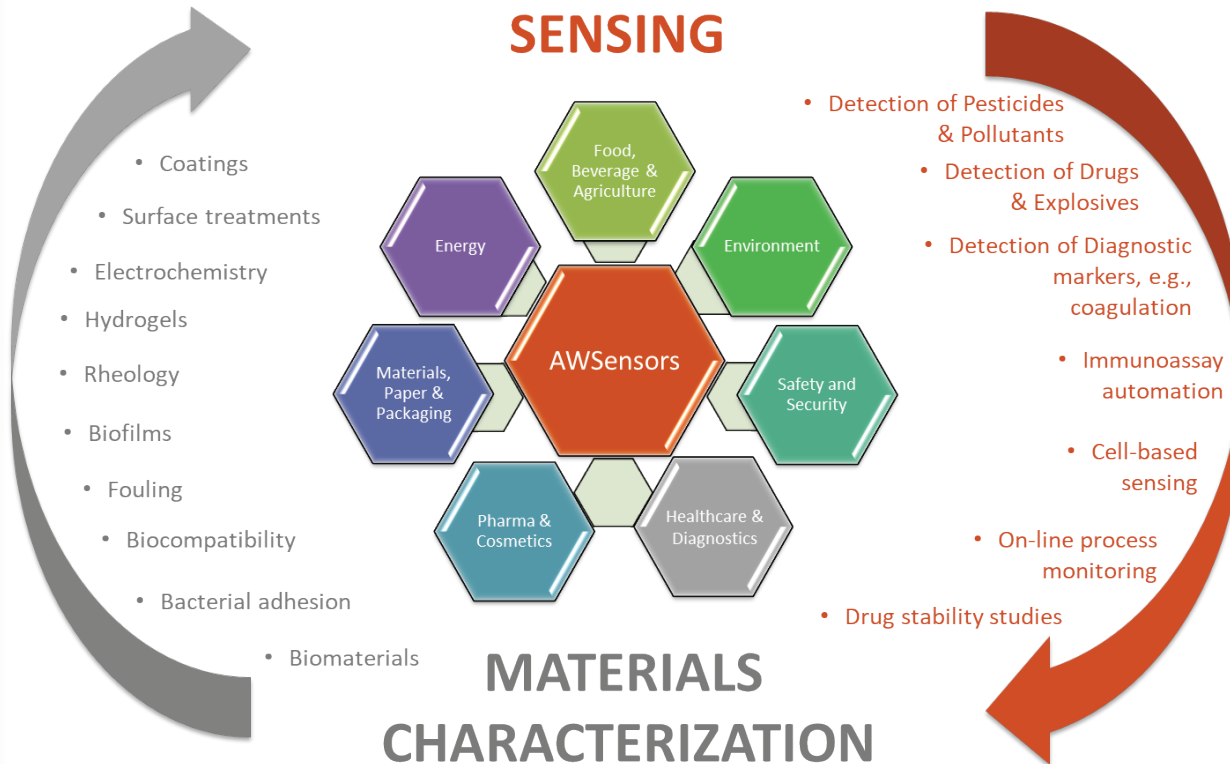 SENSING
• Coatings
• Surface treatments
• Electrochemistry
• Hydrogels
• Rheology
• Biofilms
• Fouling
• Biocompatibility
• Bacterial adhesion
• Biomaterials
Food,
Beverage &
Agriculture
Energy
Environment
AWSensors
Materials,
Paper &
Packaging
Safety and
Security
Pharma &
Cosmetics
Healthcare &
Diagnostics
• Detection of Pesticides
& Pollutants
• Detection of Drugs
& Explosives
• Detection of Diagnostic
markers, e.g.,
coagulation
• Immunoassay
automation
• Cell-based
sensing
• On-line process
monitoring
• Drug stability studies
MATERIALS
CHARACTERIZATION